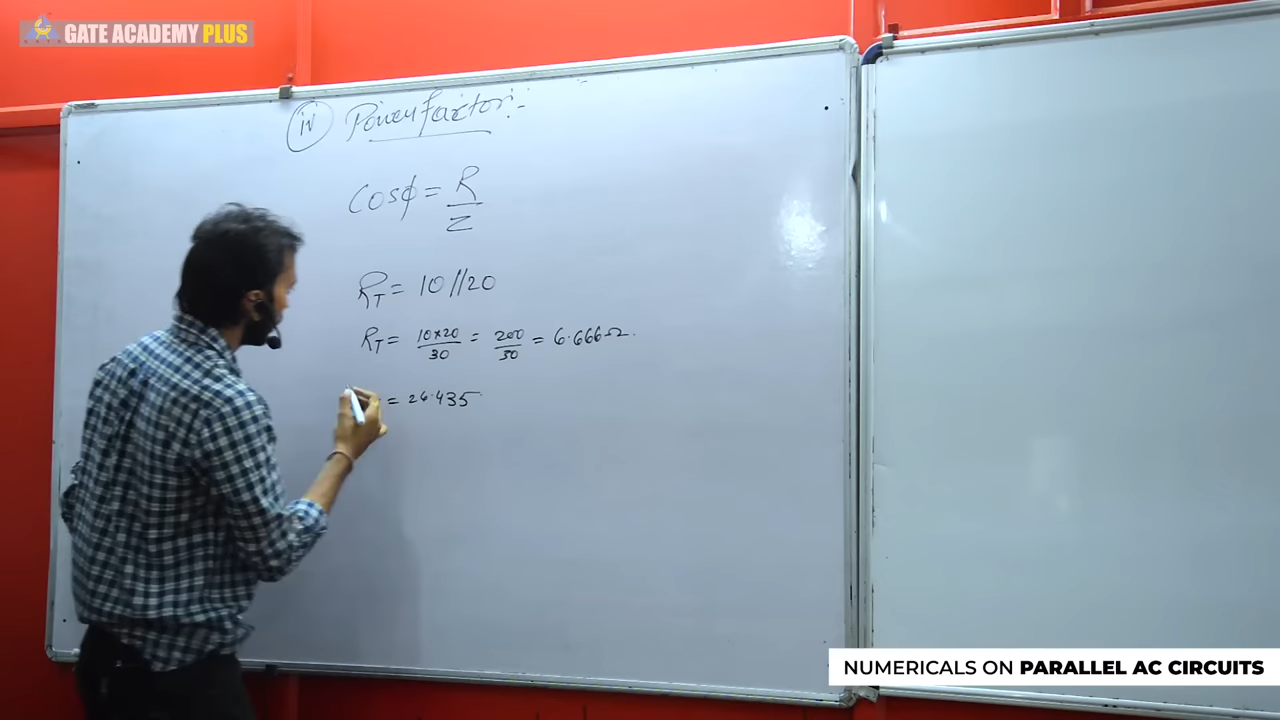 GATE ACADEMY PLUS
iv Power factor:-
cosφ = R/Z
R_T = 10 // 20
R_T = 10×20/30 = 200/30 = 6.666Ω.
= 26.435
NUMERICALS ON PARALLEL AC CIRCUITS